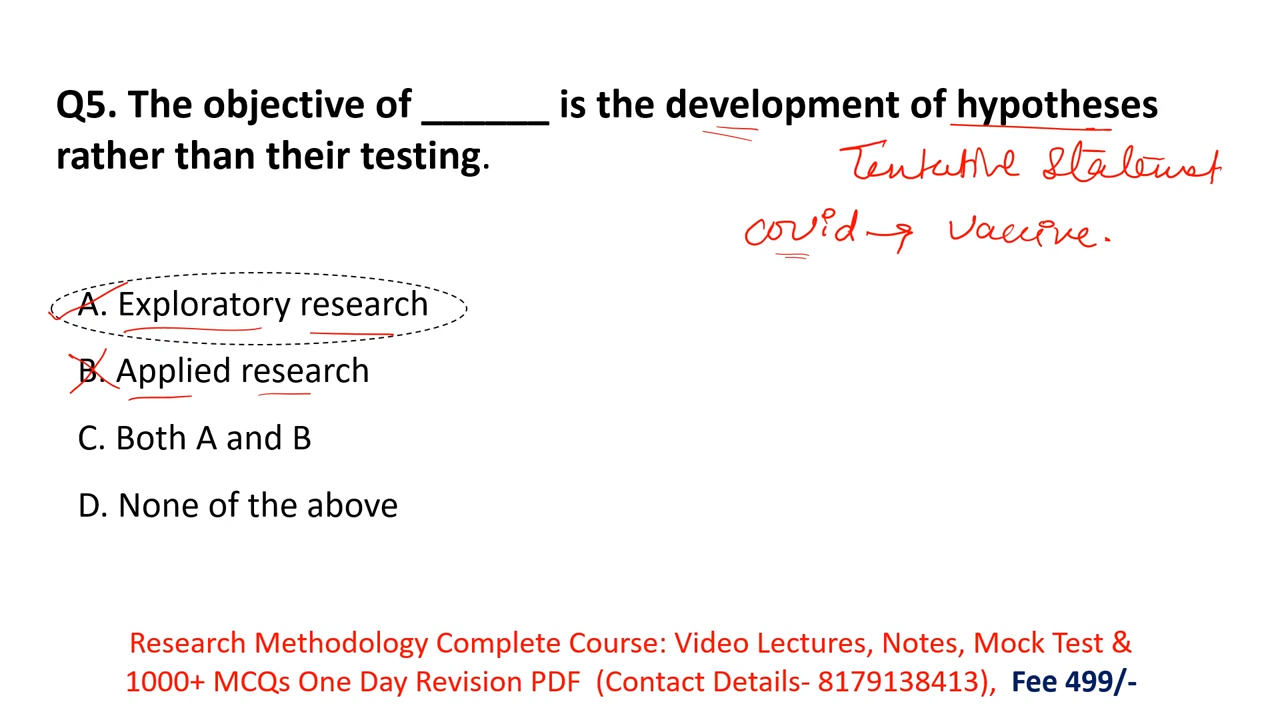 Q5. The objective of ______ is the development of hypotheses
rather than their testing.
Tentative Statement
covid → vaccine.
A. Exploratory research
B. Applied research
C. Both A and B
D. None of the above
Research Methodology Complete Course: Video Lectures, Notes, Mock Test &
1000+ MCQs One Day Revision PDF (Contact Details- 8179138413), Fee 499/-